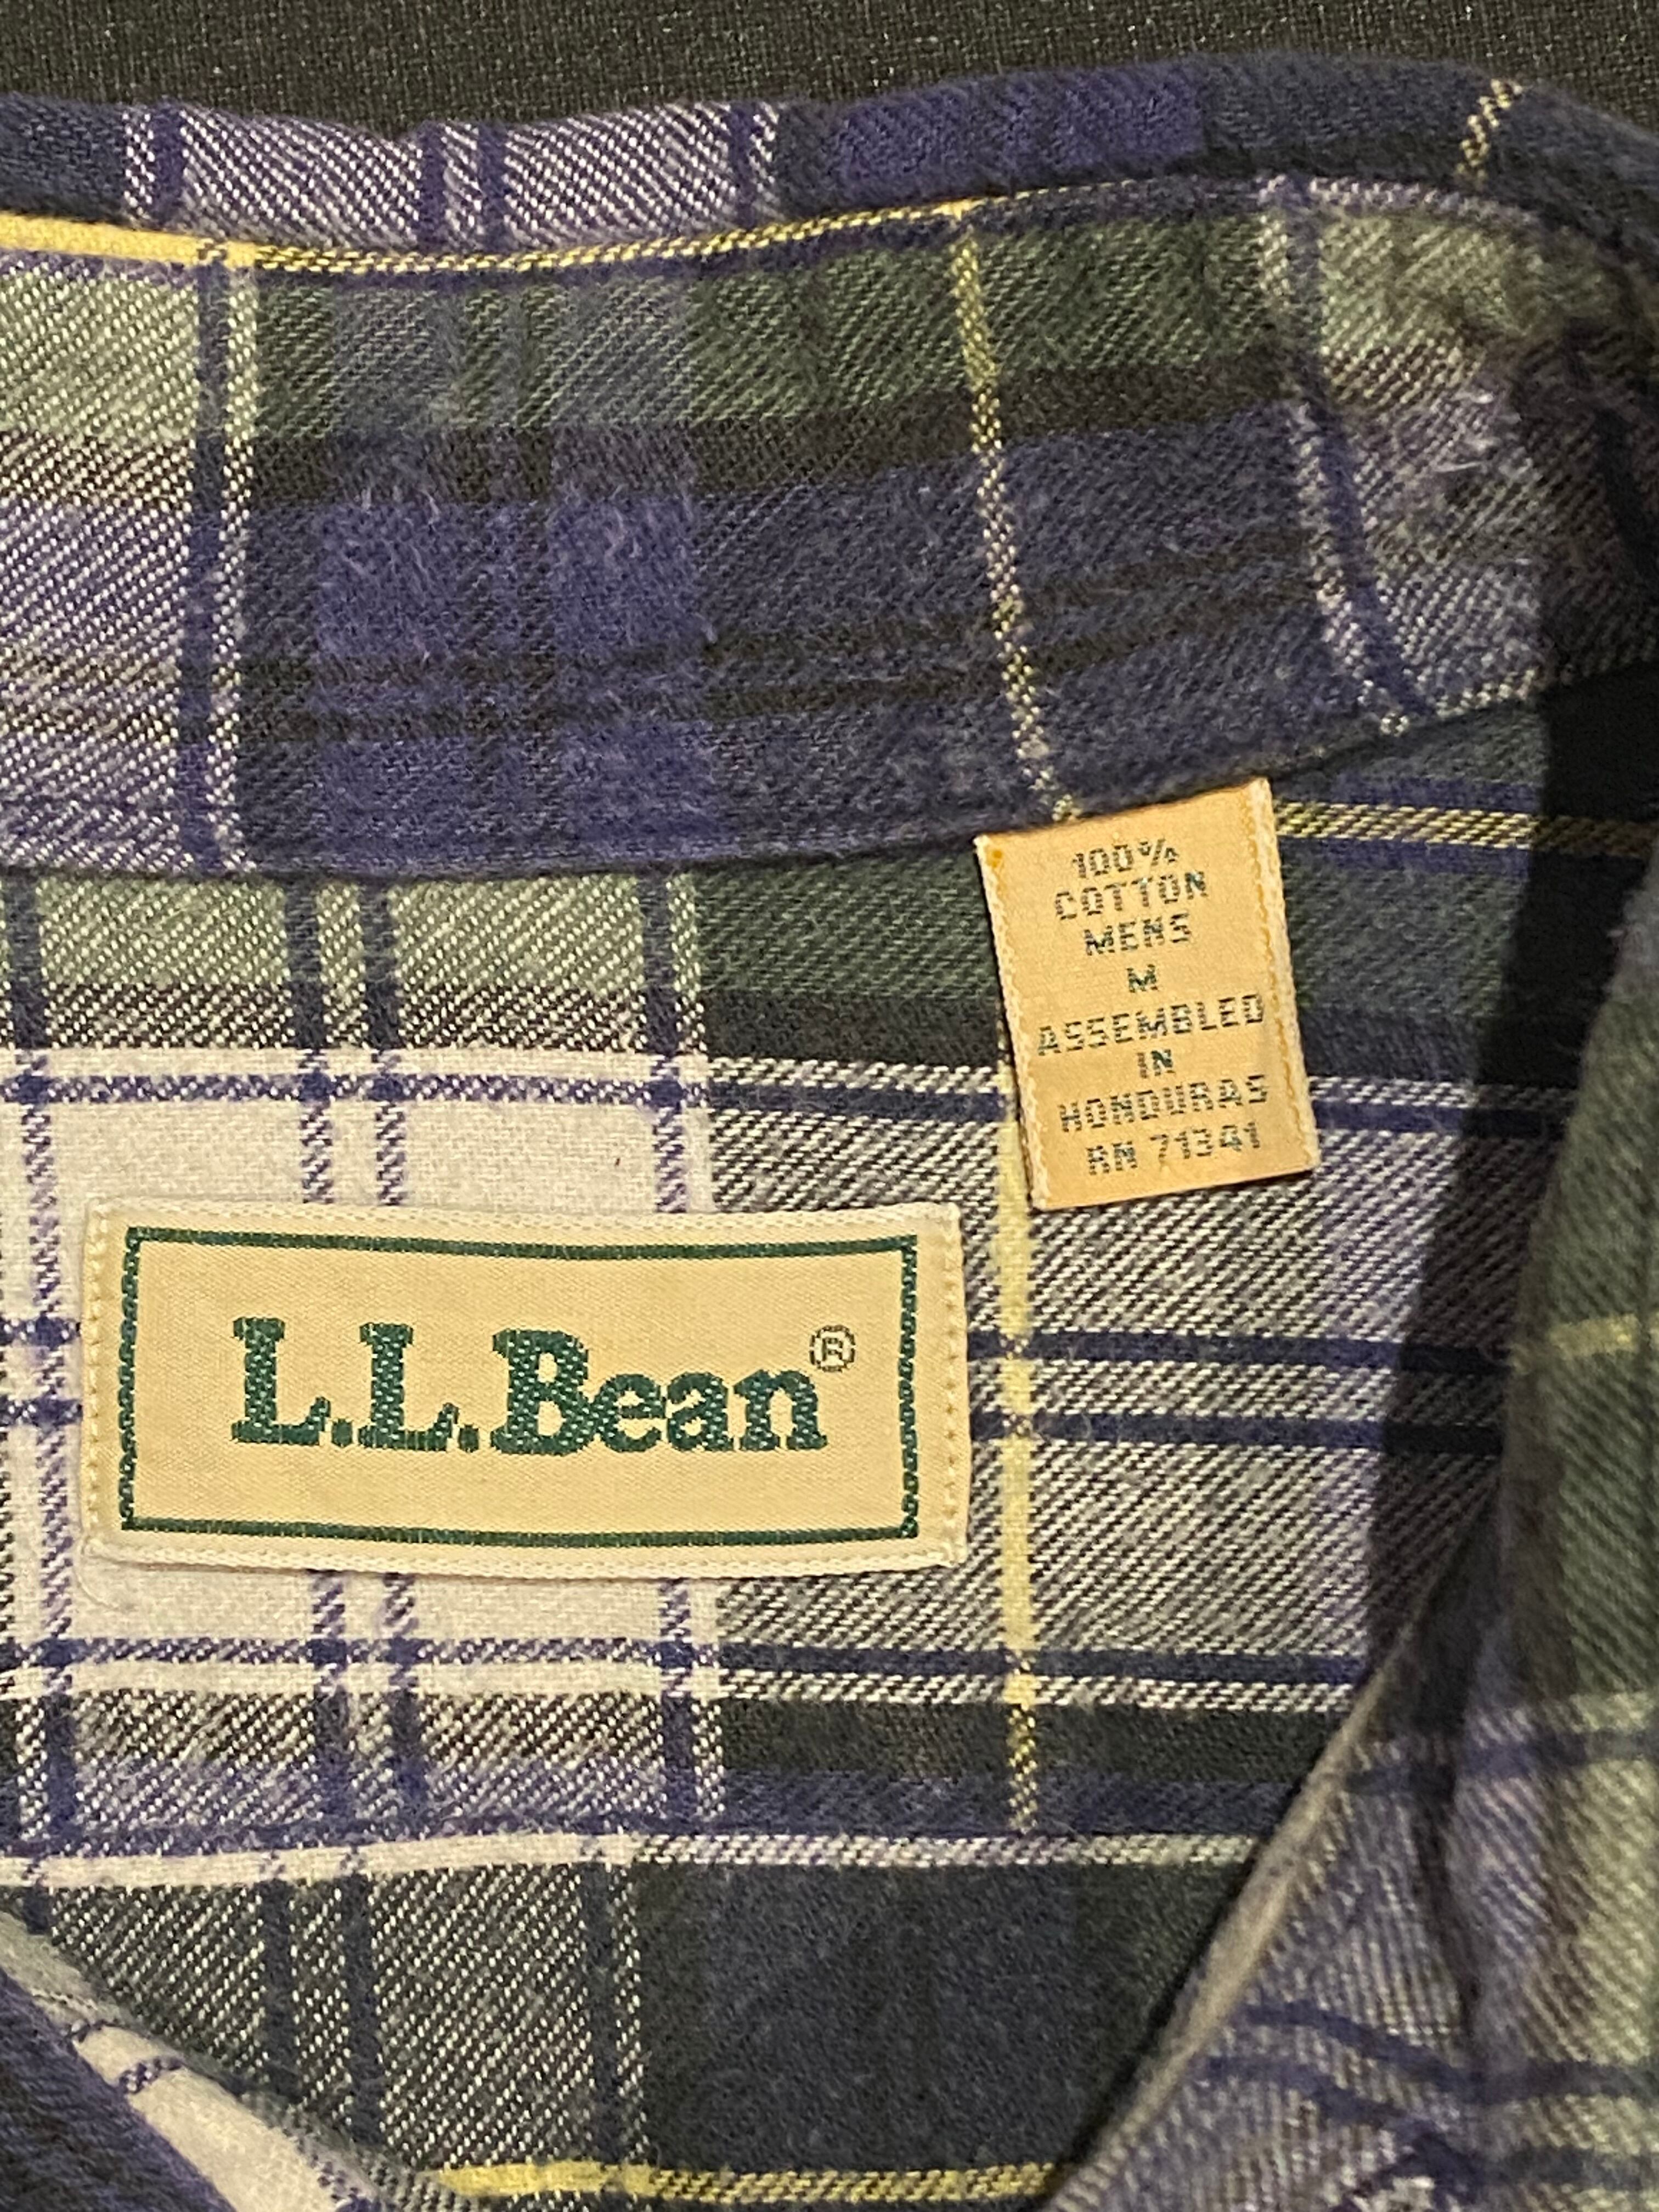 100%
COTTON
MENS
M
ASSEMBLED
IN
HONDURAS
RN 71341
L.L.Bean®